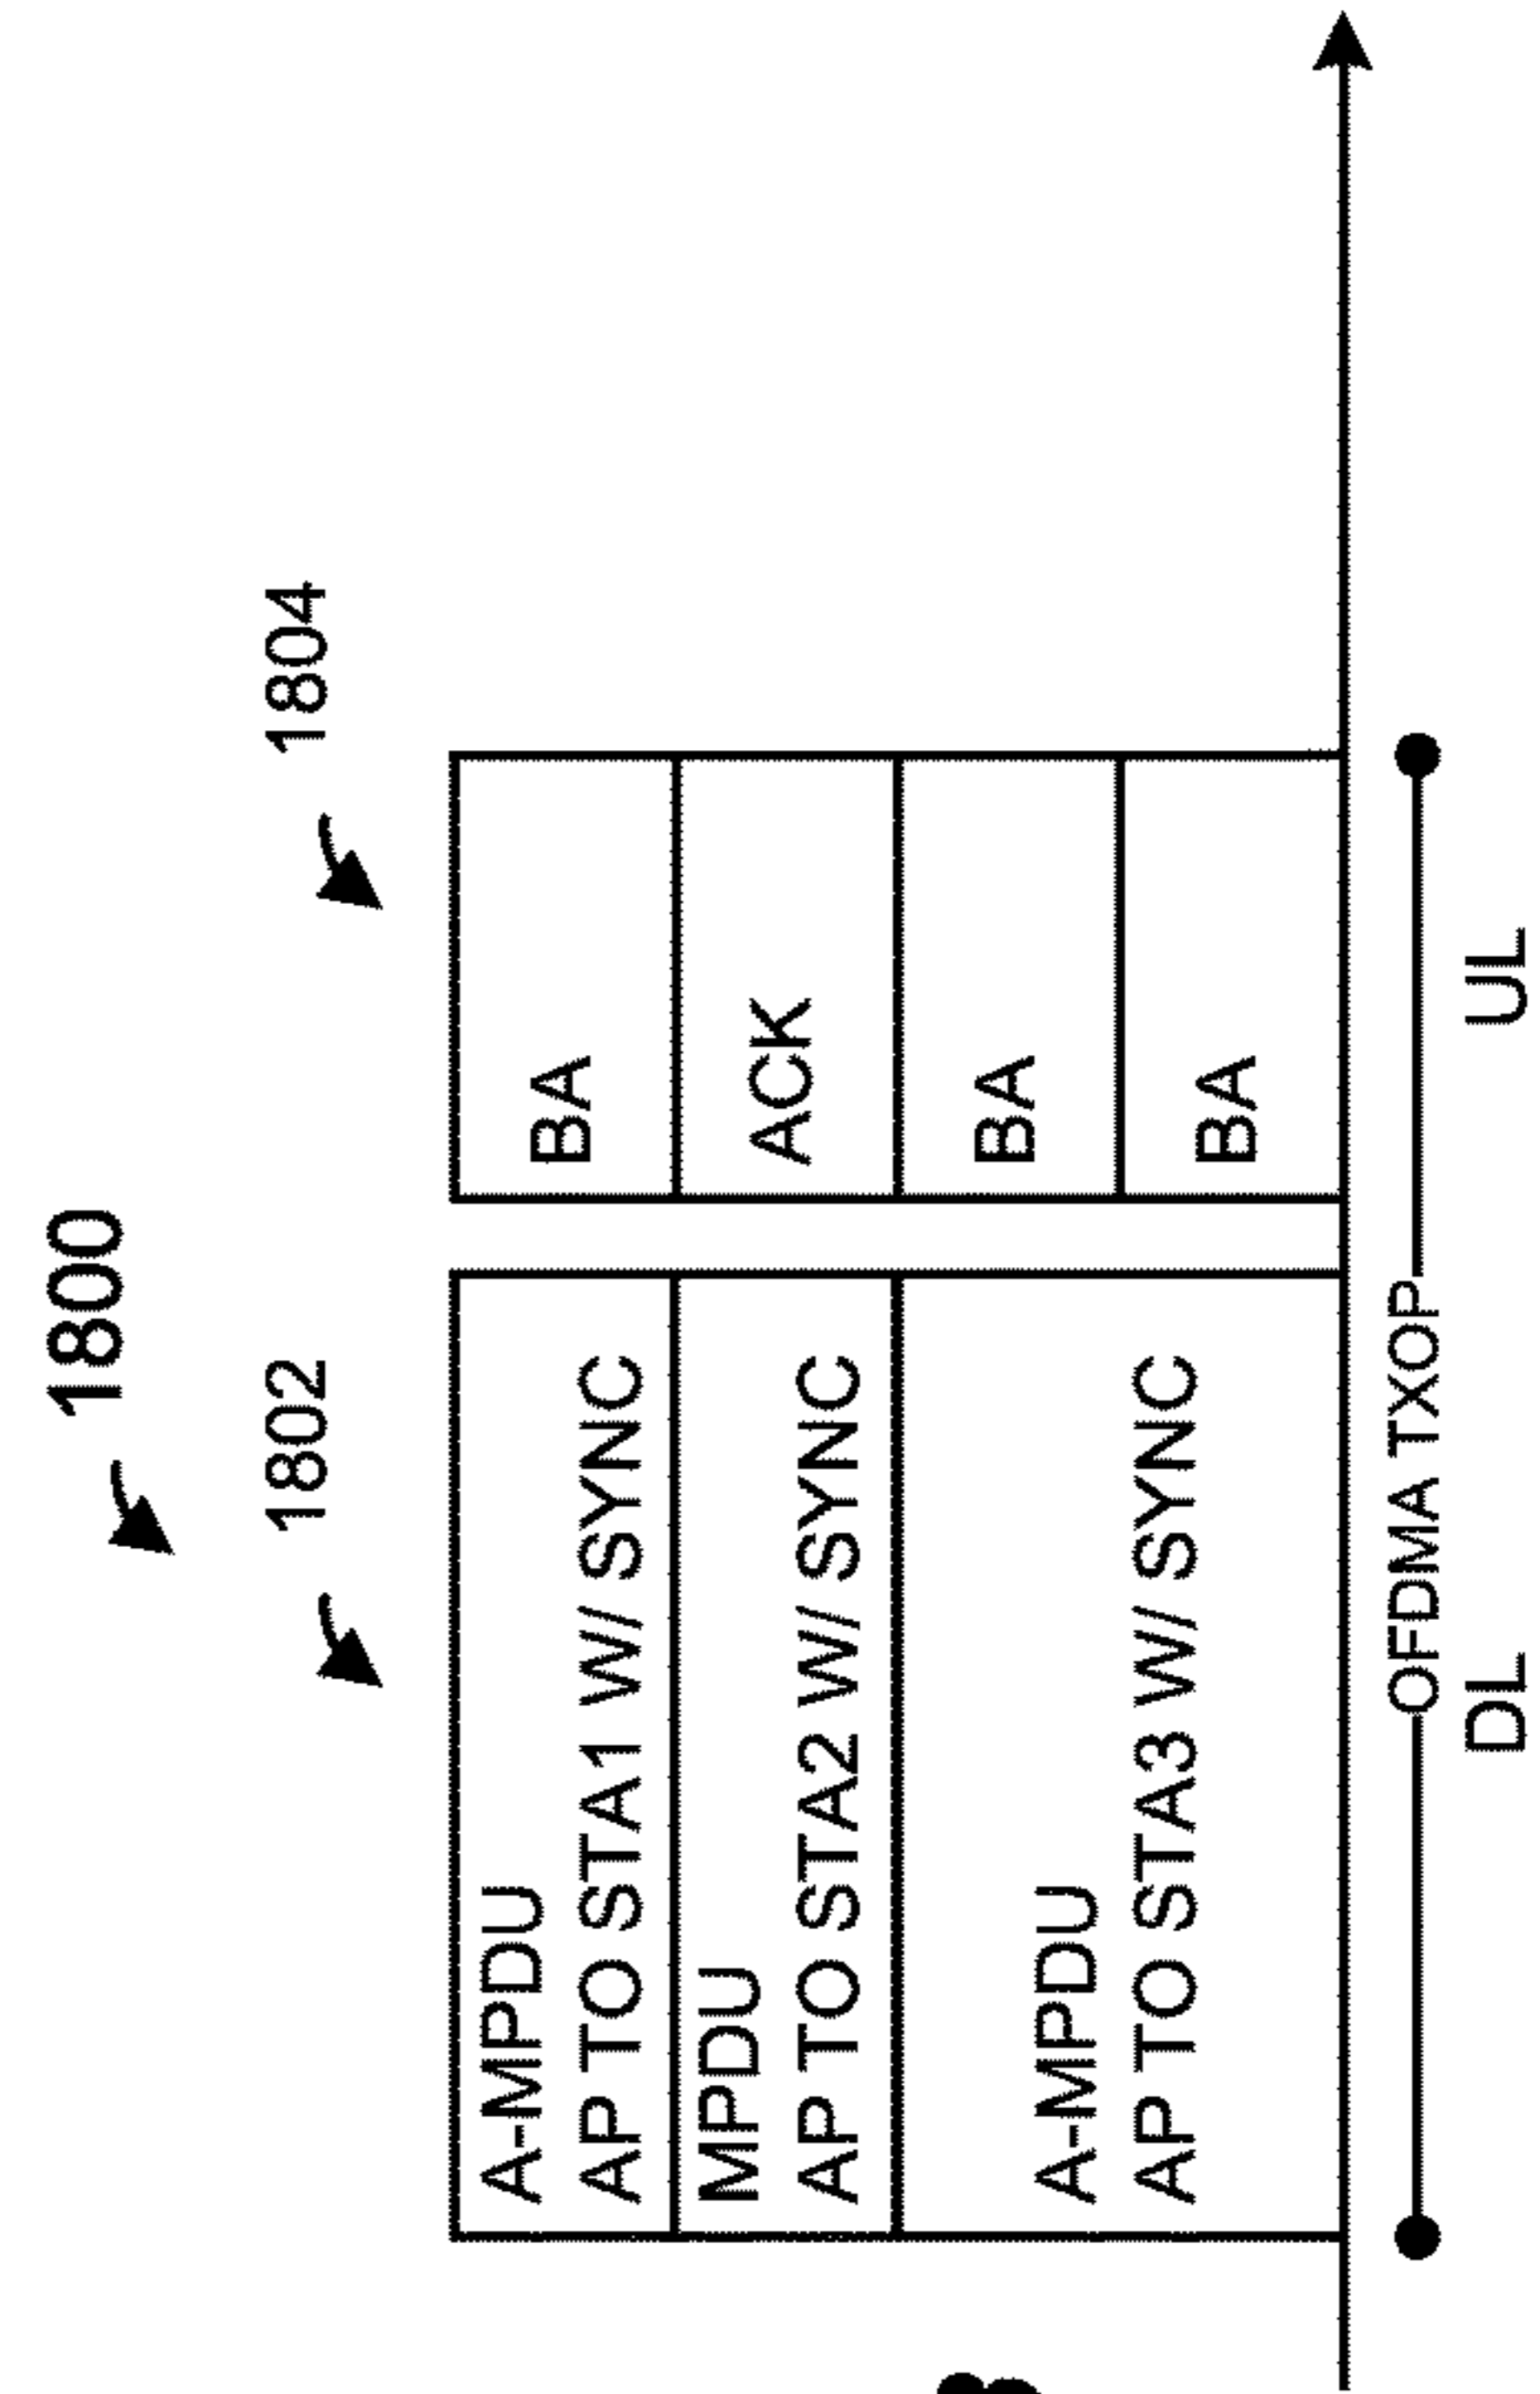 1800
1802
1804
A-MPDU
AP TO STA1 W/ SYNC
MPDU
AP TO STA2 W/ SYNC
A-MPDU
AP TO STA3 W/ SYNC
BA
ACK
BA
BA
OFDMA TXOP
DL
UL